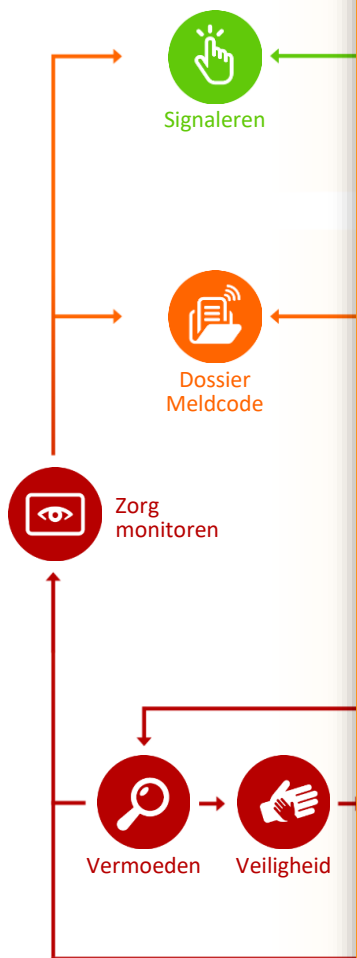 Signaleren
Dossier
Meldcode
Zorg
monitoren
Vermoeden
Veiligheid